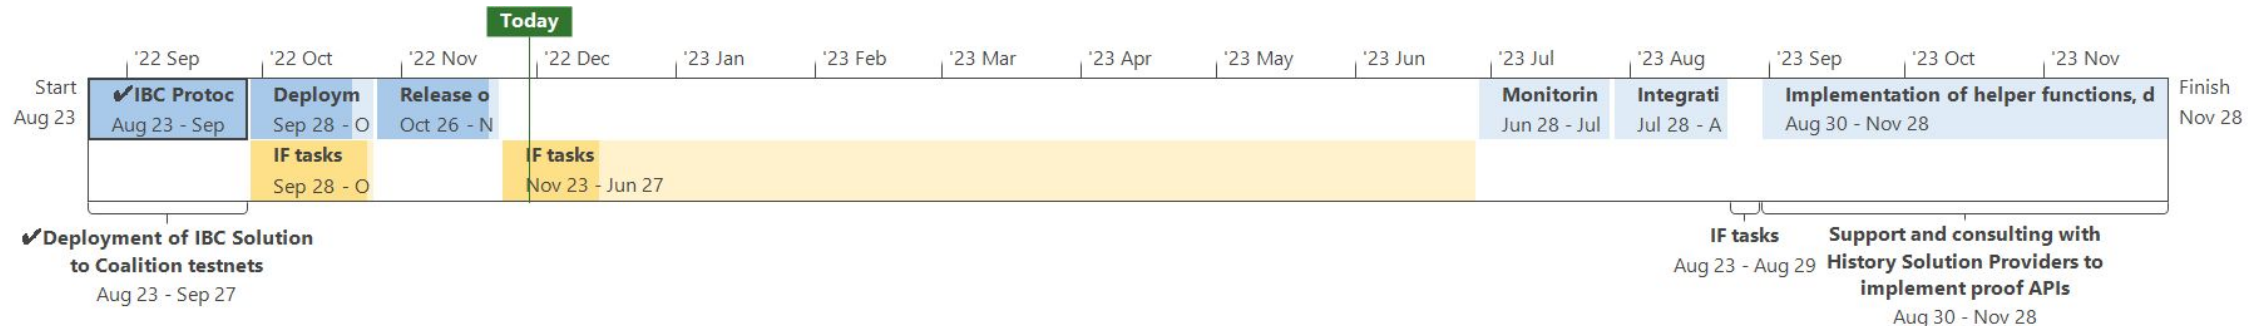 Today
'22 Sep '22 Oct '22 Nov '22 Dec '23 Jan '23 Feb '23 Mar '23 Apr '23 May '23 Jun '23 Jul '23 Aug '23 Sep '23 Oct '23 Nov
Start
Aug 23
✔IBC Protoc
Aug 23 - Sep
Deploym
Sep 28 - O
Release o
Oct 26 - N
Monitorin
Jun 28 - Jul
Integrati
Jul 28 - A
Implementation of helper functions, d
Aug 30 - Nov 28
Finish
Nov 28
IF tasks
Sep 28 - O
IF tasks
Nov 23 - Jun 27
✔Deployment of IBC Solution
to Coalition testnets
Aug 23 - Sep 27
IF tasks
Aug 23 - Aug 29
Support and consulting with
History Solution Providers to
implement proof APIs
Aug 30 - Nov 28